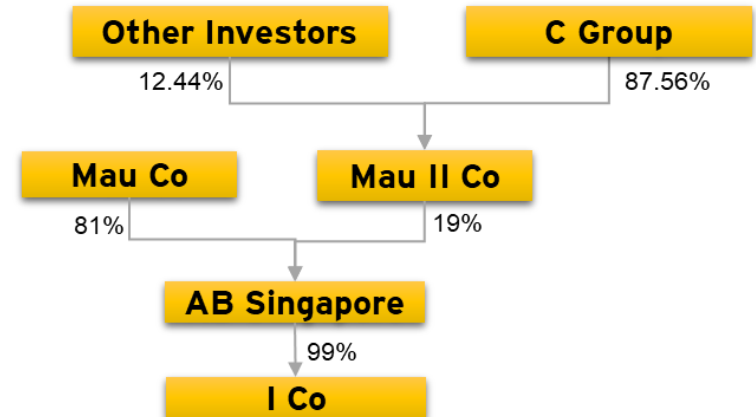 Other Investors
C Group
12.44%
87.56%
Mau Co
Mau II Co
81%
19%
AB Singapore
99%
I Co